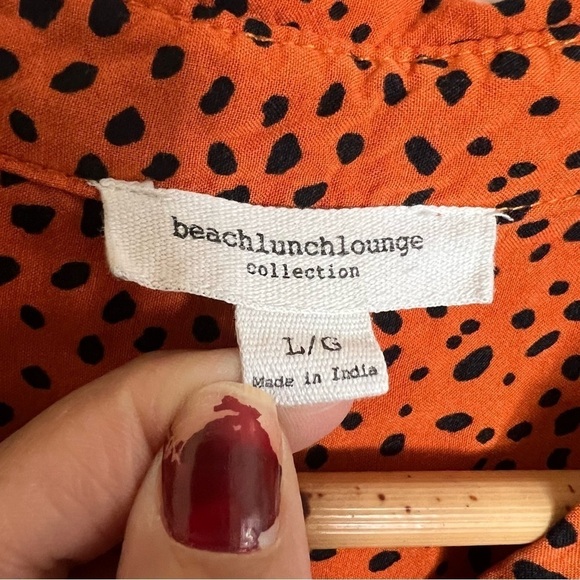 beachlunchlounge
collection
L/G
Made in India